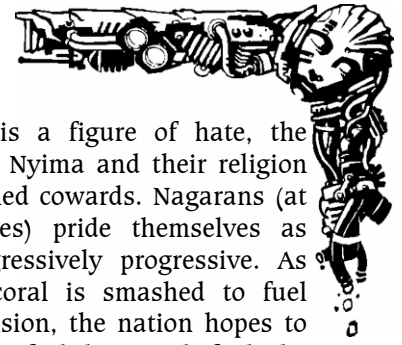 is a figure of hate, the
Nyima and their religion
ed cowards. Nagarans (at
es) pride themselves as
gressively progressive. As
coral is smashed to fuel
sion, the nation hopes to